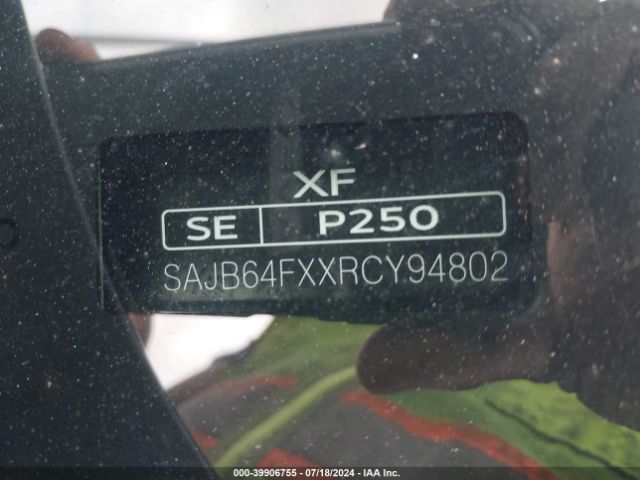 XF
SE P250
SAJB64FXXRCY94802
000-39906755 - 07/18/2024 - IAA Inc.